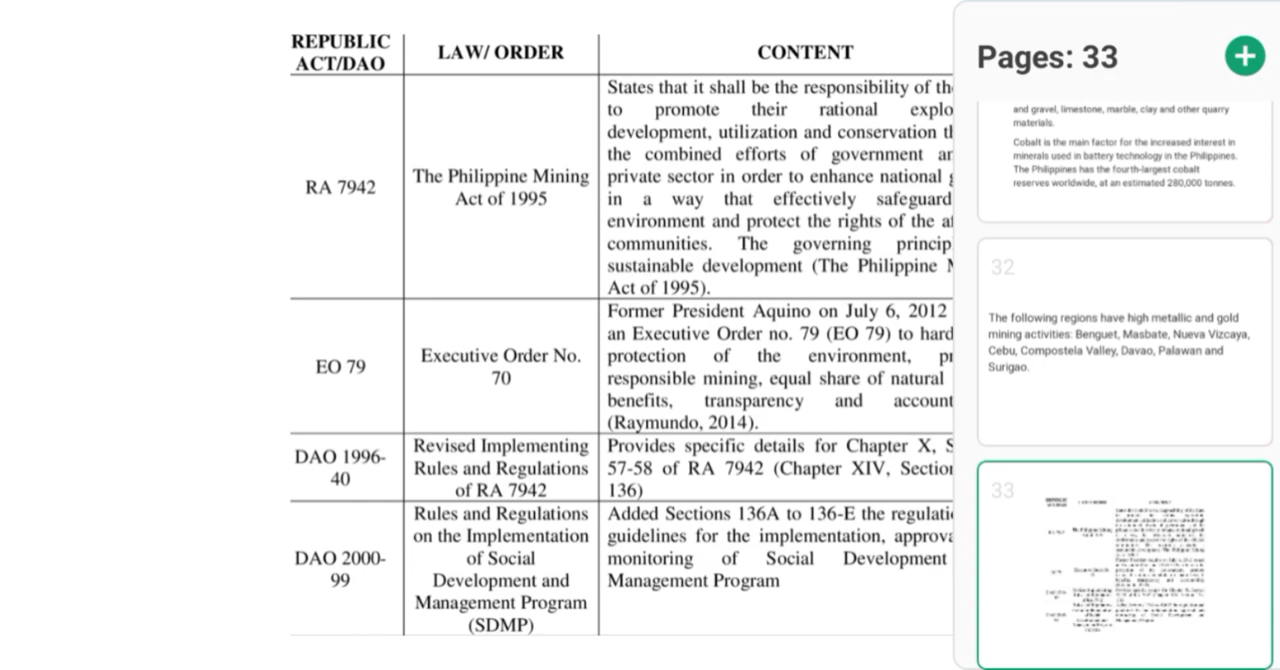 REPUBLIC
ACT/DAO
LAW/ ORDER
CONTENT
RA 7942
The Philippine Mining
Act of 1995
States that it shall be the responsibility of
to promote their rational
development, utilization and conservation
the combined efforts of government
private sector in order to enhance national
in a way that effectively safeguard
environment and protect the rights of the
communities. The governing
sustainable development (The Philippine
Act of 1995).
EO 79
Executive Order No.
70
Former President Aquino on July 6, 2012
an Executive Order no. 79 (EO 79) to
protection of the environment,
responsible mining, equal share of natural
benefits, transparency and
(Raymundo, 2014).
DAO 1996-
40
Revised Implementing
Rules and Regulations
of RA 7942
Provides specific details for Chapter X,
57-58 of RA 7942 (Chapter XIV,
136)
DAO 2000-
99
Rules and Regulations
on the Implementation
of Social
Development and
Management Program
(SDMP)
Added Sections 136A to 136-E the
guidelines for the implementation,
monitoring of Social Development
Management Program
Pages: 33
+
and gravel, limestone, marble, clay and other quarry
materials.
Cobalt is the main factor for the increased interest in
minerals used in battery technology in the Philippines.
The Philippines has the fourth-largest cobalt
reserves worldwide, at an estimated 280,000 tonnes.
32
The following regions have high metallic and gold
mining activities: Benguet, Masbate, Nueva Vizcaya,
Cebu, Compostela Valley, Davao, Palawan and
Surigao.
33